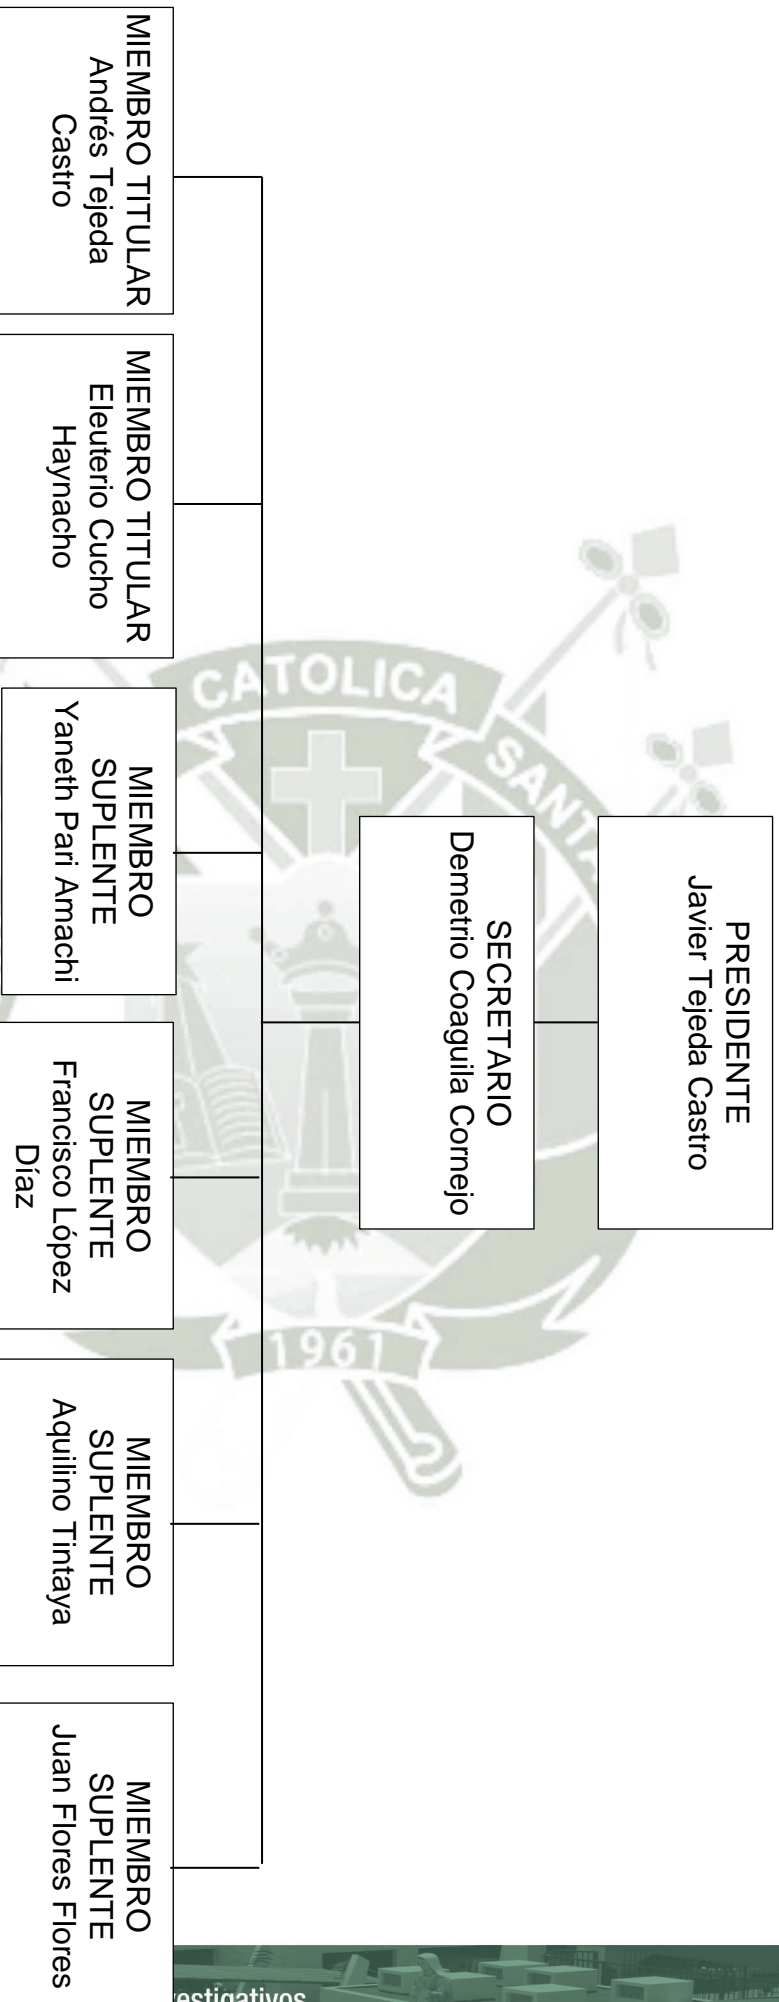 PRESIDENTE
Javier Tejeda Castro
SECRETARIO
Demetrio Coaguila Cornejo
MIEMBRO TITULAR
Andrés Tejeda
Castro
MIEMBRO TITULAR
Eleuterio Cucho
Haynacho
MIEMBRO
SUPLENTE
Yaneth Pari Amachi
MIEMBRO
SUPLENTE
Francisco López
Díaz
MIEMBRO
SUPLENTE
Aquilino Tintaya
MIEMBRO
SUPLENTE
Juan Flores Flores
CATOLICA
SANTA
1961